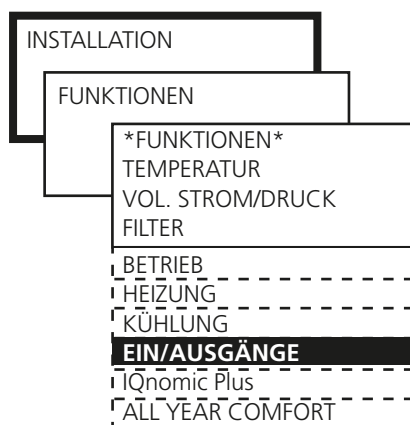 INSTALLATION
FUNKTIONEN
*FUNKTIONEN*
TEMPERATUR
VOL. STROM/DRUCK
FILTER
BETRIEB
HEIZUNG
KÜHLUNG
EIN/AUSGÄNGE
IQnomic Plus
ALL YEAR COMFORT